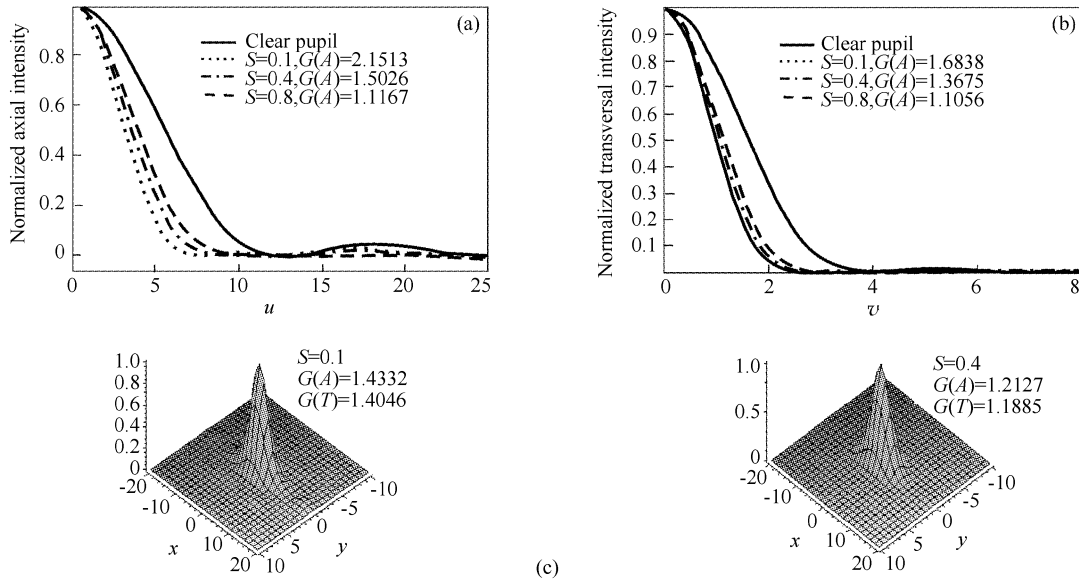 (a)
Normalized axial intensity
0.8
0.6
0.4
0.2
0
Clear pupil
S=0.1,G(A)=2.1513
S=0.4,G(A)=1.5026
S=0.8,G(A)=1.1167
0 5 10 15 20 25
u
(b)
Normalized transversal intensity
0.9
0.8
0.7
0.6
0.5
0.4
0.3
0.2
0.1
Clear pupil
S=0.1,G(A)=1.6838
S=0.4,G(A)=1.3675
S=0.8,G(A)=1.1056
0 2 4 6 8
υ
1.0
0.8
0.6
0.4
0.2
0
S=0.1
G(A)=1.4332
G(T)=1.4046
-20
-10
0
10
20
x
-10
-5
0
5
10
y
1.0
0.5
0
S=0.4
G(A)=1.2127
G(T)=1.1885
-20
-10
0
10
20
x
-10
-5
0
5
10
y
(c)